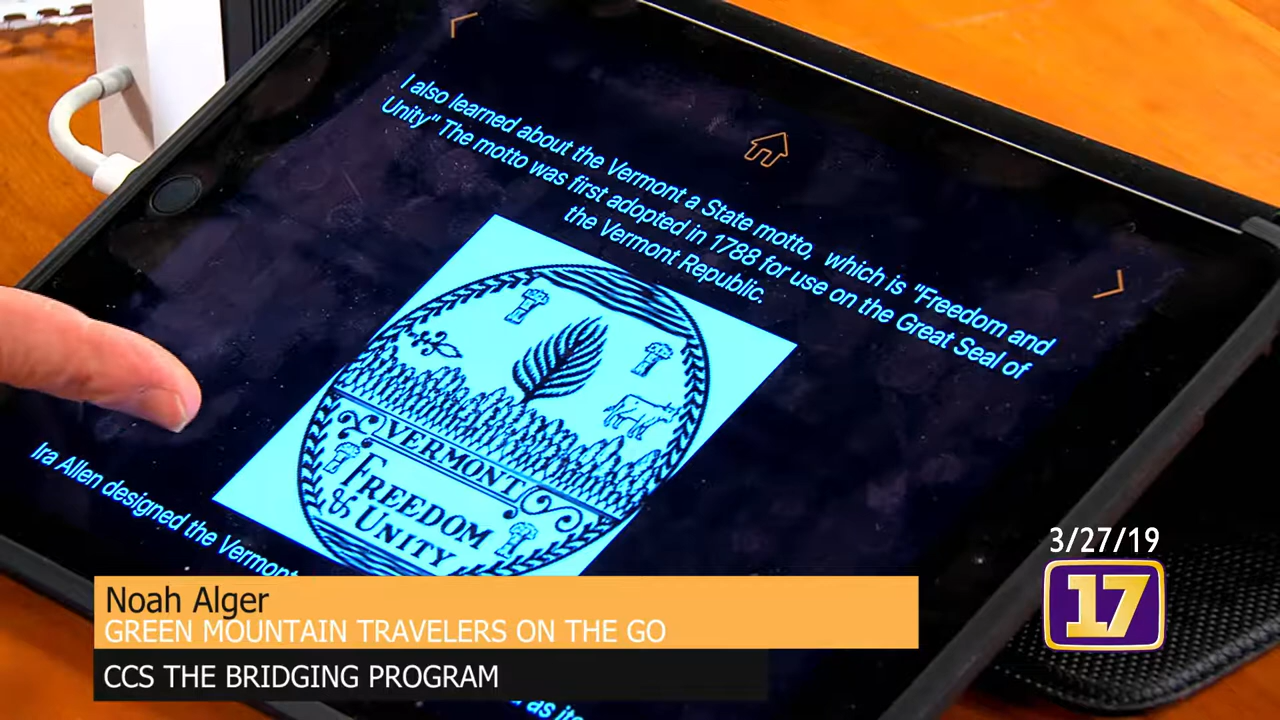 I also learned about the Vermont a State motto, which is "Freedom and
Unity" The motto was first adopted in 1788 for use on the Great Seal of
the Vermont Republic.
VERMONT
FREEDOM
& UNITY
Ira Allen designed the Vermont
3/27/19
17
Noah Alger
GREEN MOUNTAIN TRAVELERS ON THE GO
CCS THE BRIDGING PROGRAM
as